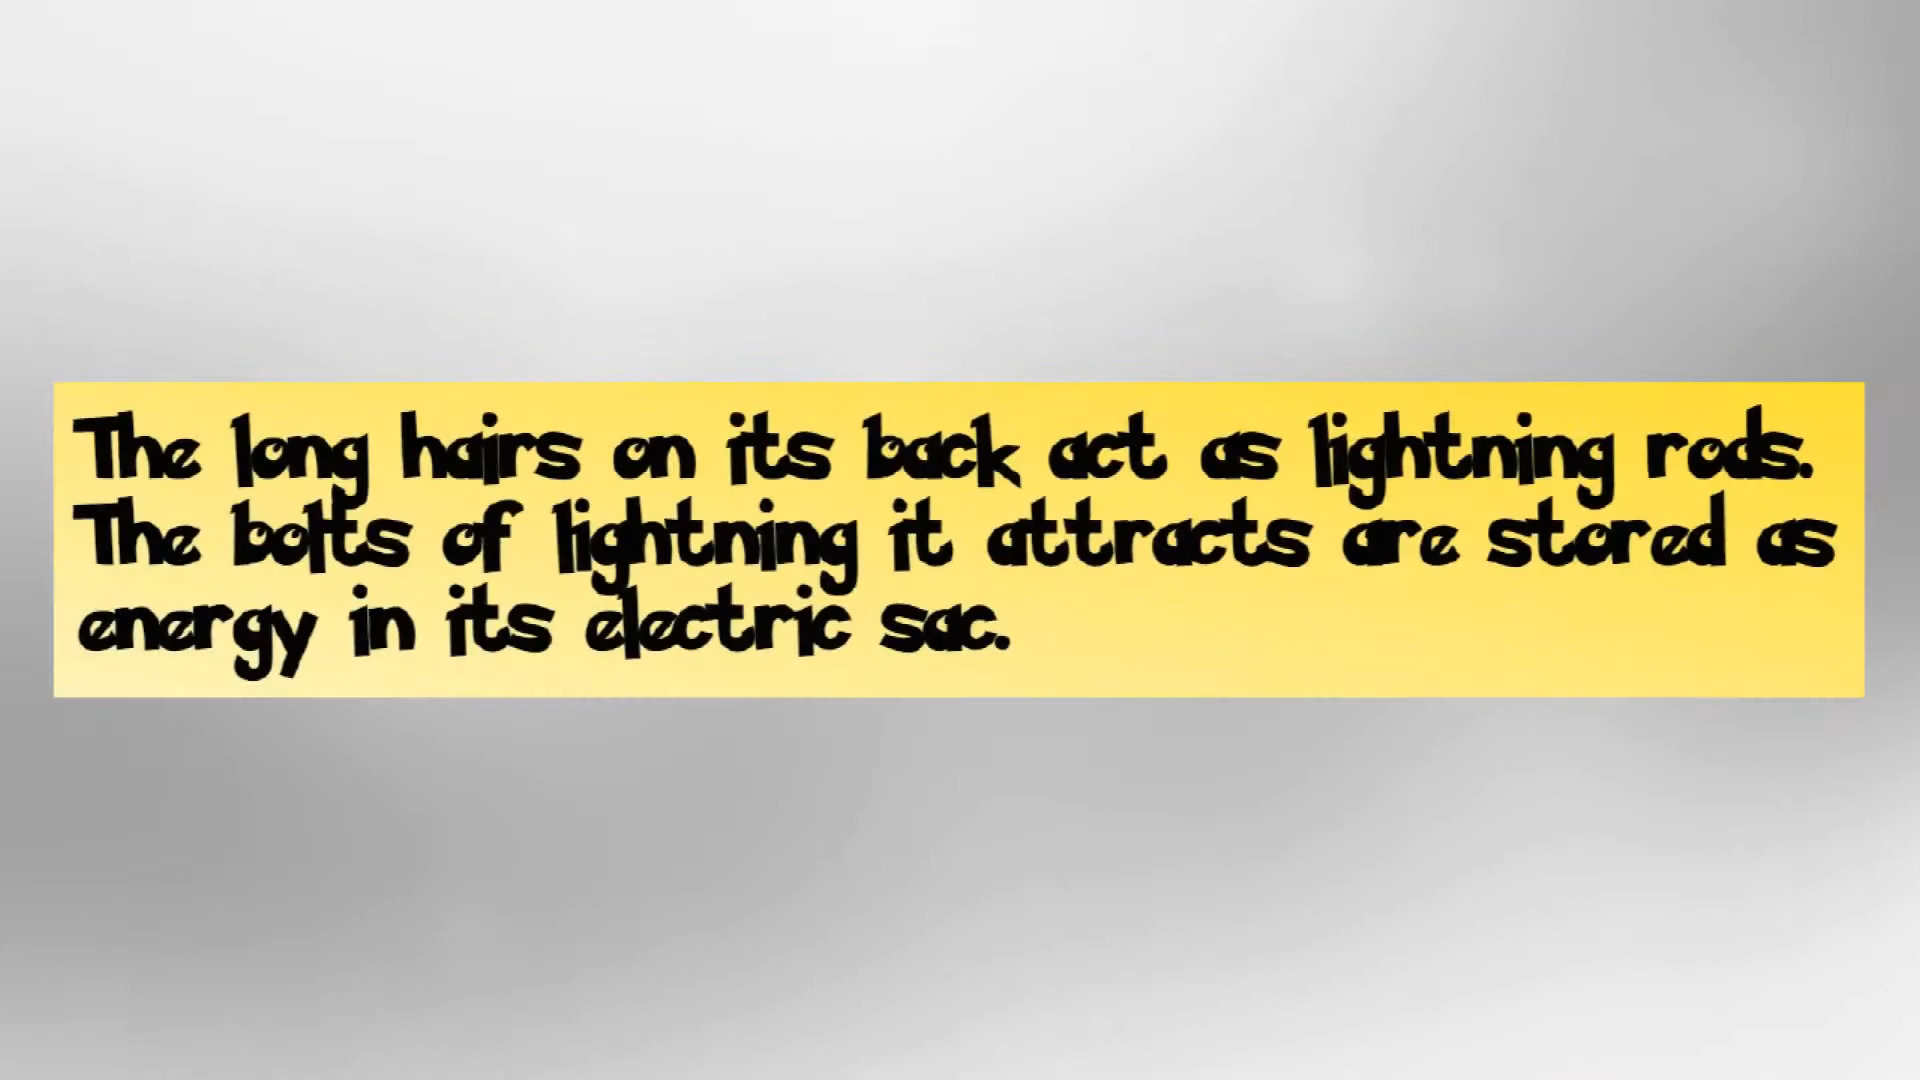 The long hairs on its back act as lightning rods.
The bolts of lightning it attracts are stored as
energy in its electric sac.